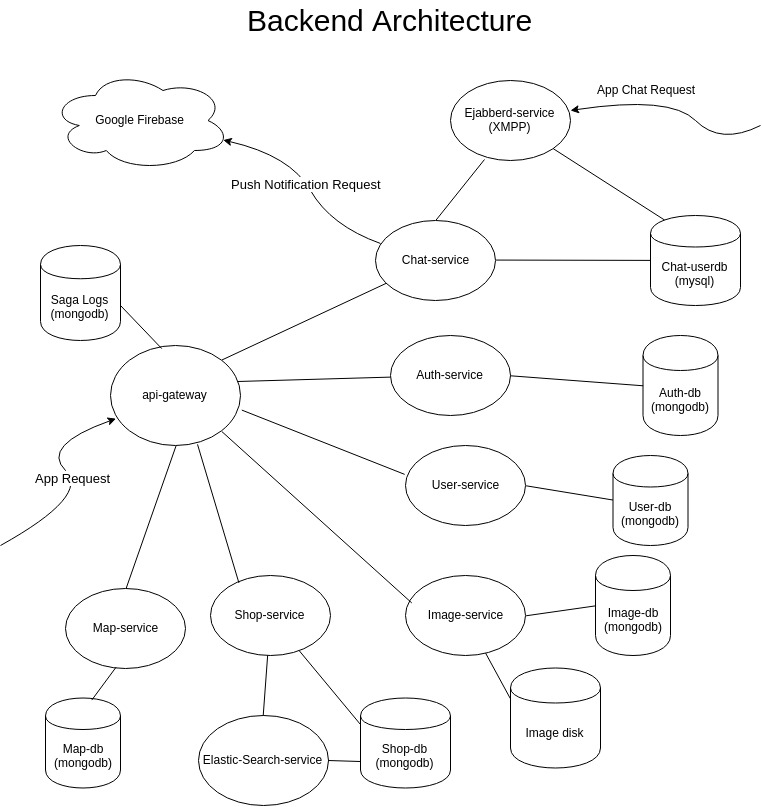 Backend Architecture
App Chat Request
Ejabberd-service
(XMPP)
Google Firebase
Push Notification Request
Chat-service
Chat-userdb
(mysql)
Saga Logs
(mongodb)
api-gateway
Auth-service
Auth-db
(mongodb)
App Request
User-service
User-db
(mongodb)
Map-service
Shop-service
Image-service
Image-db
(mongodb)
Image disk
Map-db
(mongodb)
Elastic-Search-service
Shop-db
(mongodb)